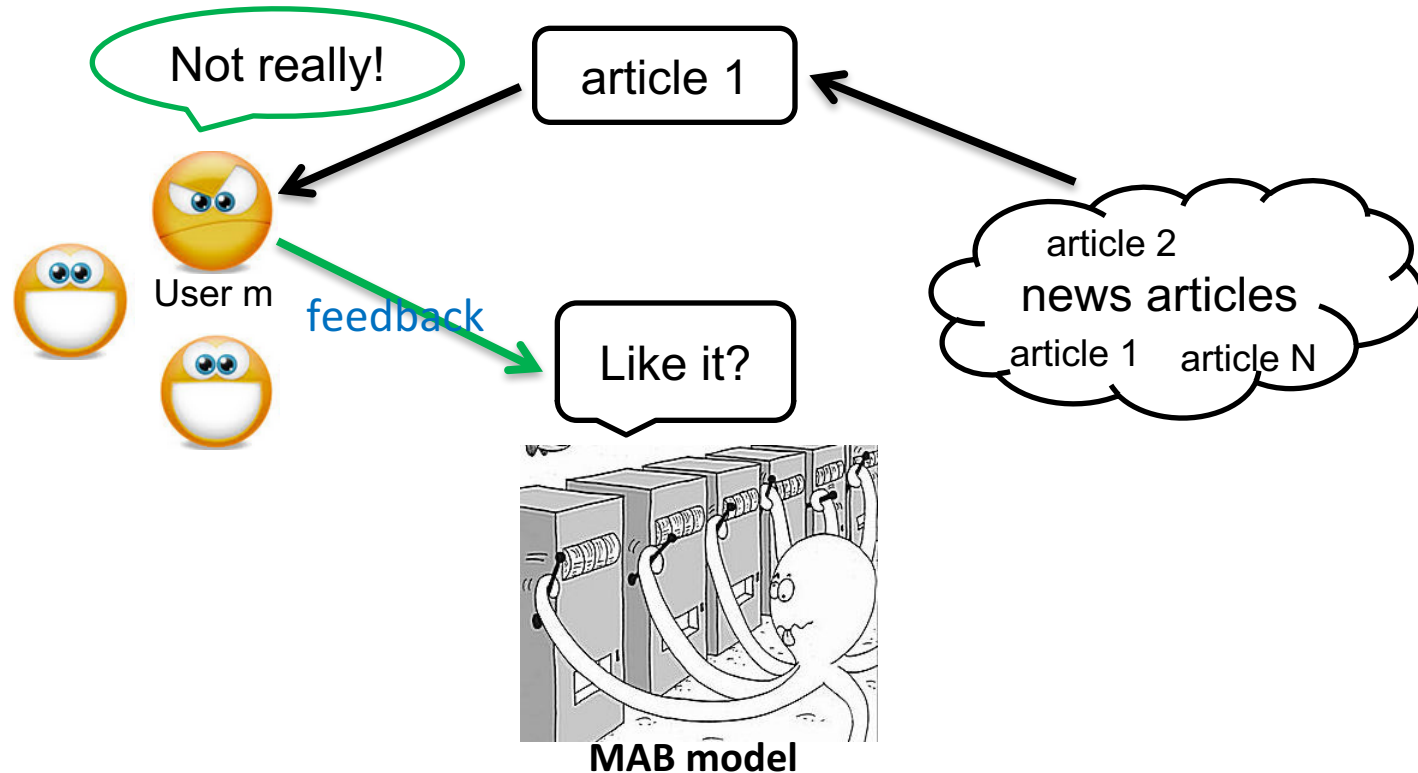 Not really!
article 1
article 2
news articles
article 1
article N
User m
feedback
Like it?
MAB model